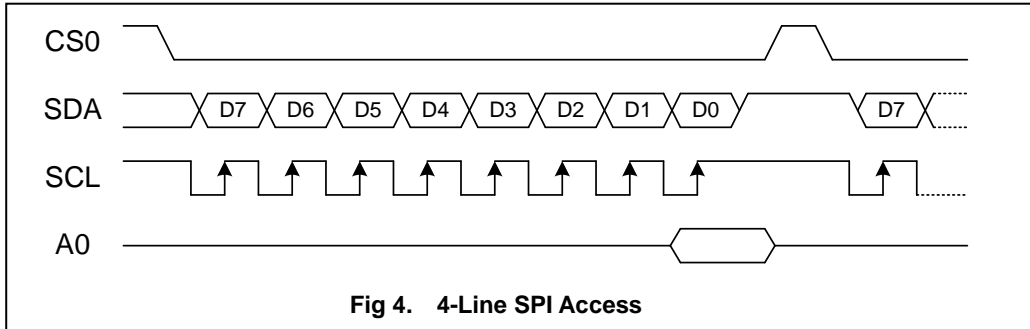 CS0
SDA D7 D6 D5 D4 D3 D2 D1 D0 D7
SCL
A0
Fig 4. 4-Line SPI Access